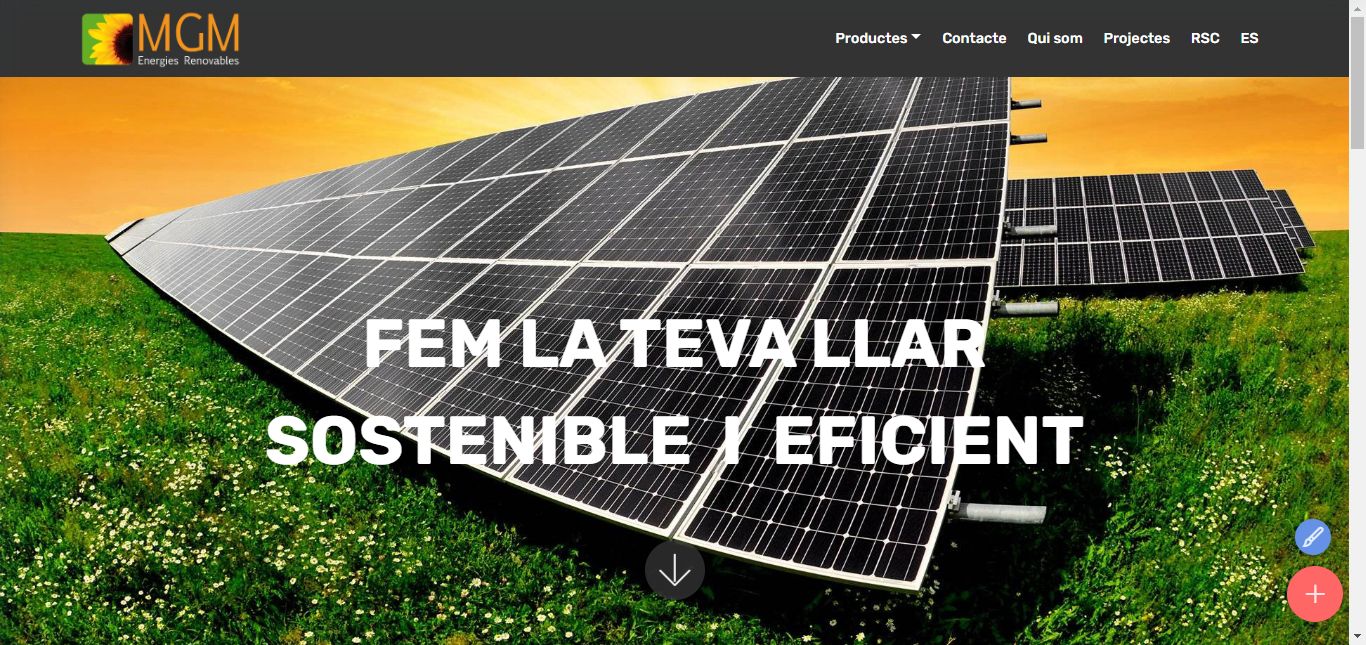 MGM
Energies Renovables
Productes Contacte Qui som Projectes RSC ES
FEM LA TEVA LLAR
SOSTENIBLE I EFICIENT